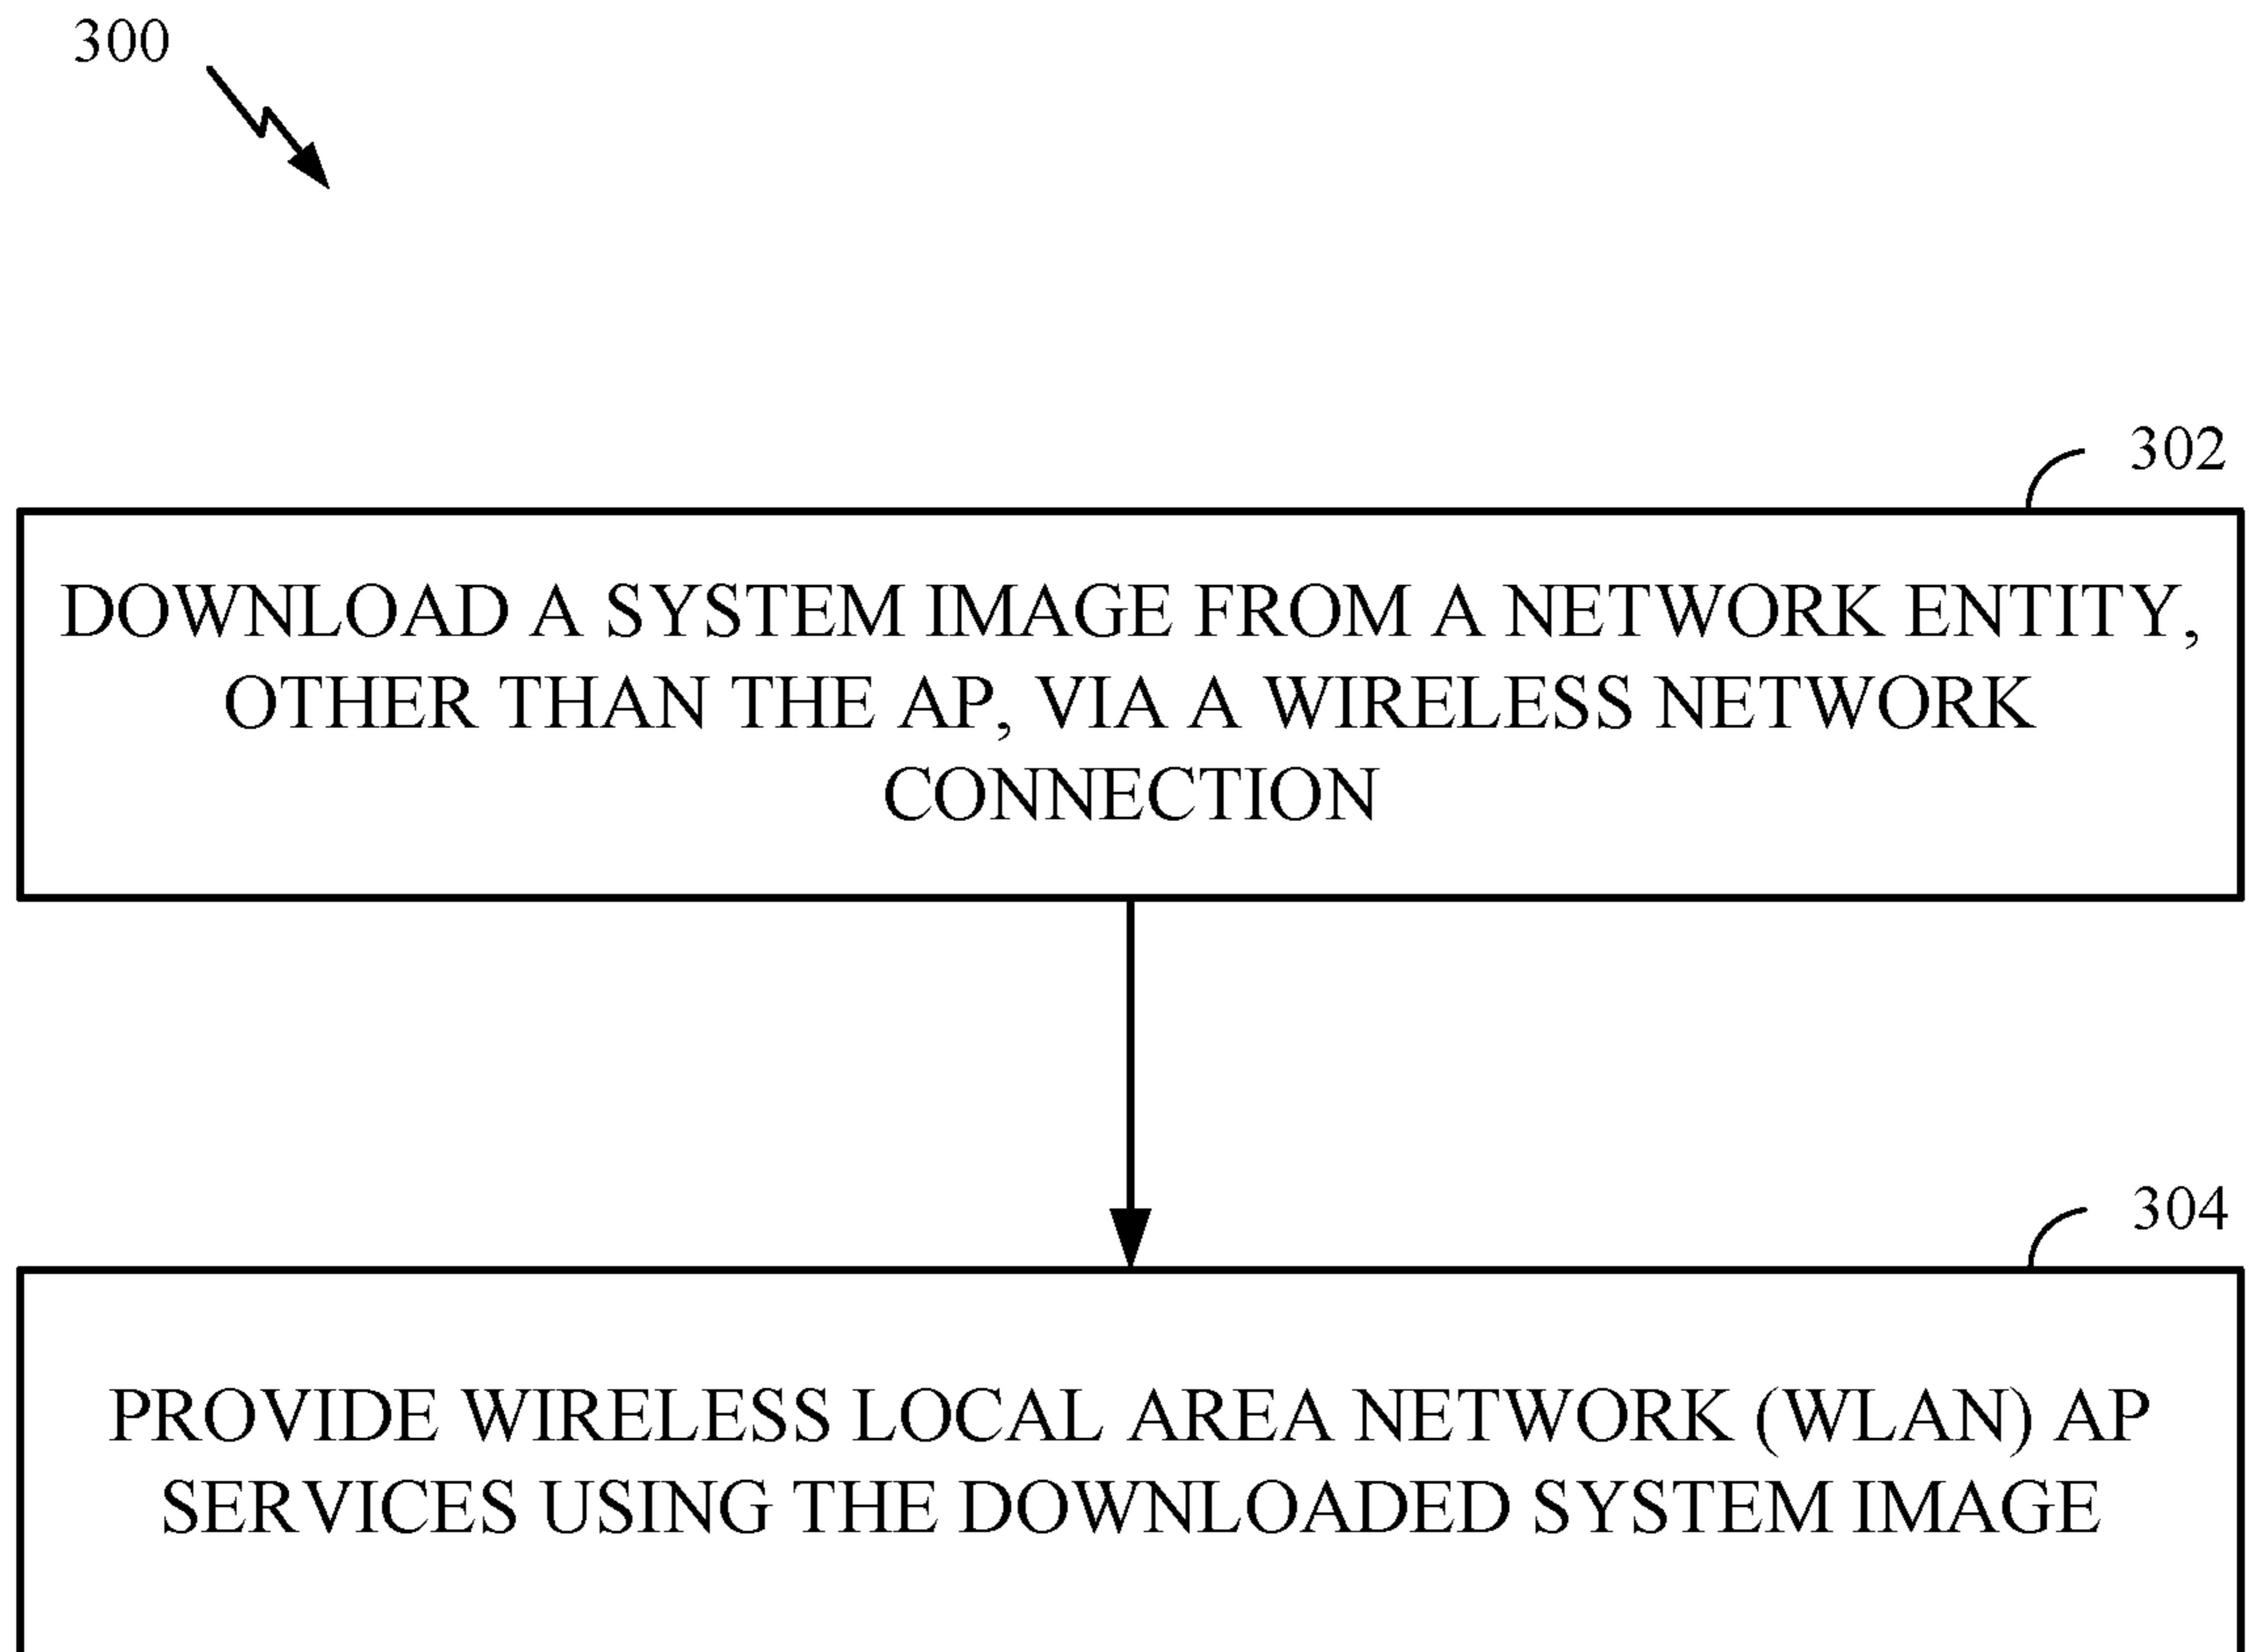 300
302
DOWNLOAD A SYSTEM IMAGE FROM A NETWORK ENTITY,
OTHER THAN THE AP, VIA A WIRELESS NETWORK
CONNECTION
304
PROVIDE WIRELESS LOCAL AREA NETWORK (WLAN) AP
SERVICES USING THE DOWNLOADED SYSTEM IMAGE